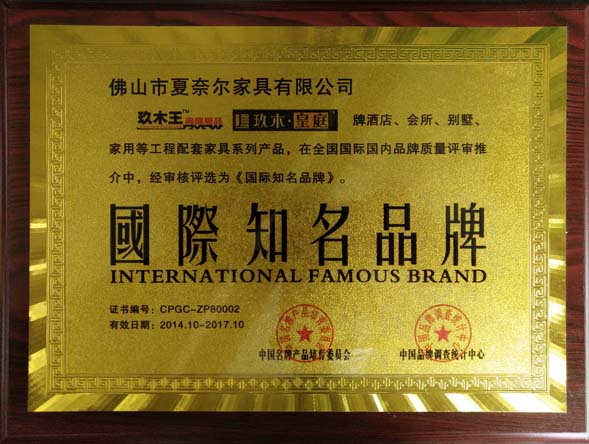 佛山市夏奈尔家具有限公司
玖木王™ 玖木·皇庭 牌酒店、会所、别墅、
家用等工程配套家具系列产品，在全国国际国内品牌质量评审推
介中，经审核评选为《国际知名品牌》。
國際知名品牌
INTERNATIONAL FAMOUS BRAND
证书编号：CPGC-ZP80002
有效日期：2014.10-2017.10
中国名牌产品培育委员会 中国品牌调查统计中心